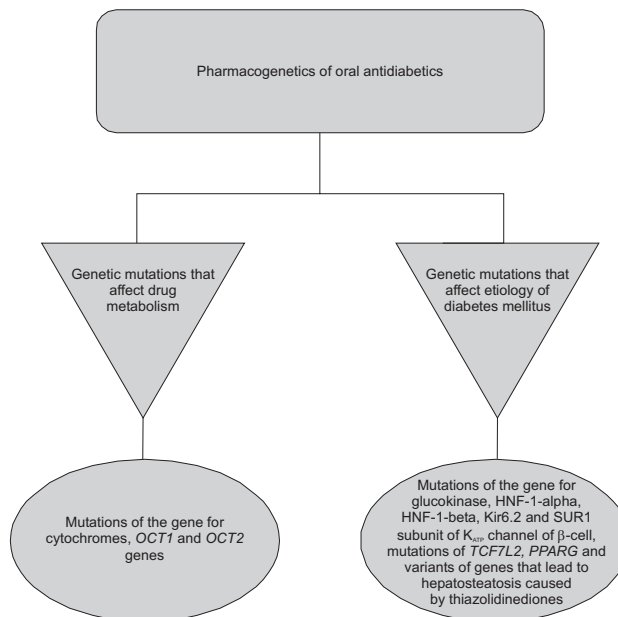 Pharmacogenetics of oral antidiabetics
Genetic mutations that
affect drug
metabolism
Genetic mutations that
affect etiology of
diabetes mellitus
Mutations of the gene for
cytochromes, OCT1 and OCT2
genes
Mutations of the gene for
glucokinase, HNF-1-alpha,
HNF-1-beta, Kir6.2 and SUR1
subunit of KATP channel of β-cell,
mutations of TCF7L2, PPARG and
variants of genes that lead to
hepatosteatosis caused
by thiazolidinediones